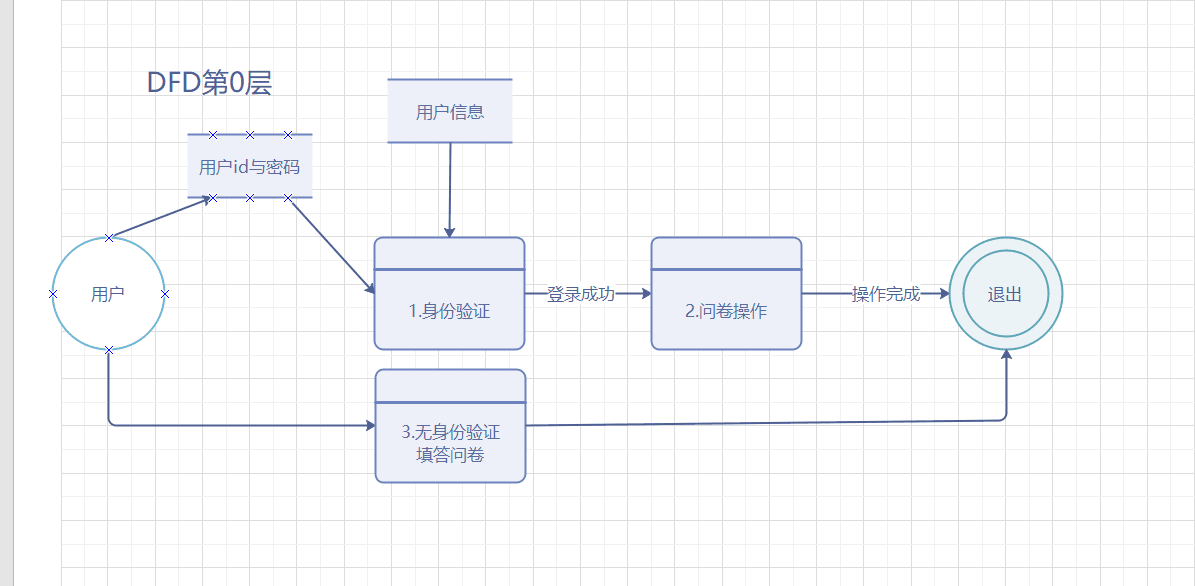 DFD第0层
用户信息
用户id与密码
用户
1.身份验证
登录成功
2.问卷操作
操作完成
退出
3.无身份验证
填答问卷